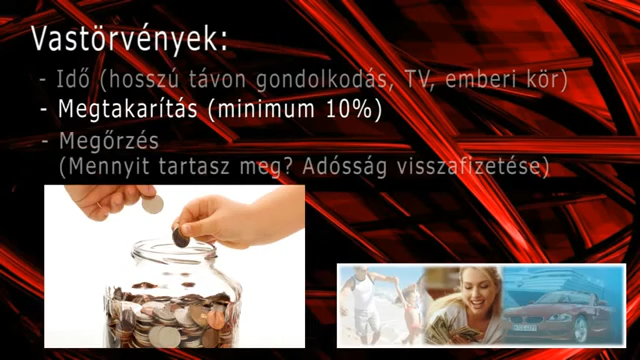 Vastörvények:
- Idő (hosszú távon gondolkodás, TV, emberi kör)
- Megtakarítás (minimum 10%)
- Megőrzés
(Mennyit tartasz meg? Adósság visszafizetése)